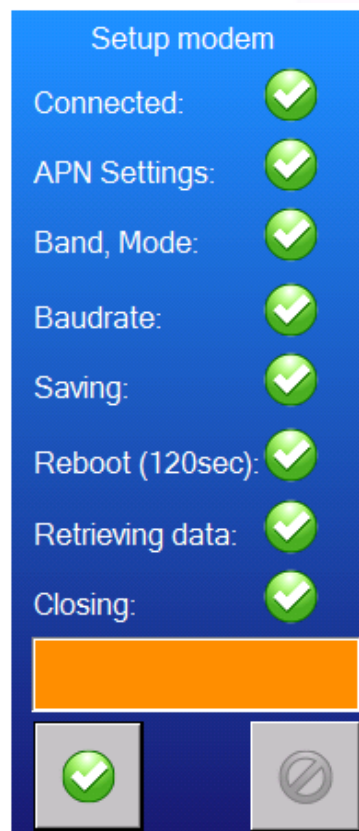 Setup modem
Connected:
APN Settings:
Band, Mode:
Baudrate:
Saving:
Reboot (120sec):
Retrieving data:
Closing: